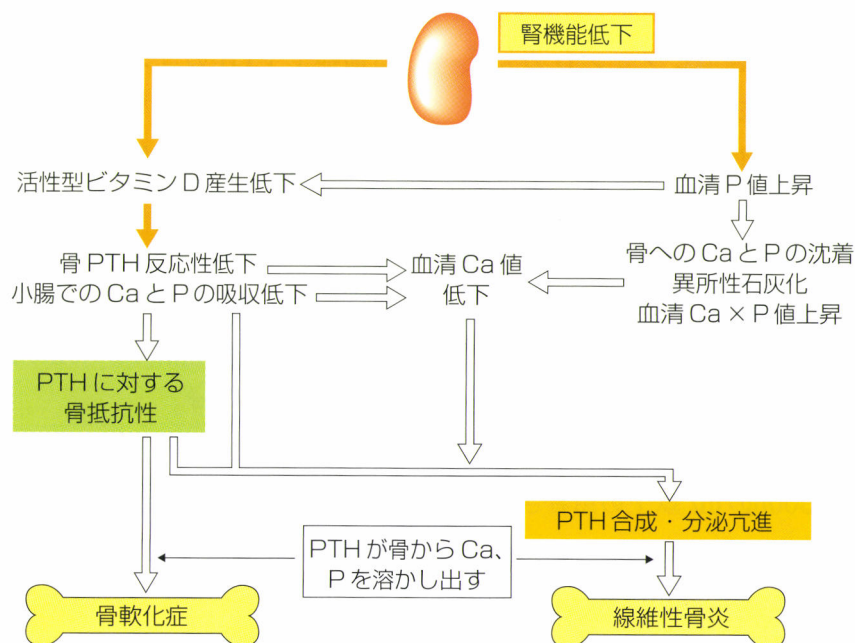 腎機能低下
活性型ビタミンD産生低下
血清P値上昇
骨PTH反応性低下
小腸でのCaとPの吸収低下
血清Ca値
低下
骨へのCaとPの沈着
異所性石灰化
血清Ca×P値上昇
PTHに対する
骨抵抗性
PTH合成・分泌亢進
PTHが骨からCa、
Pを溶かし出す
骨軟化症
線維性骨炎